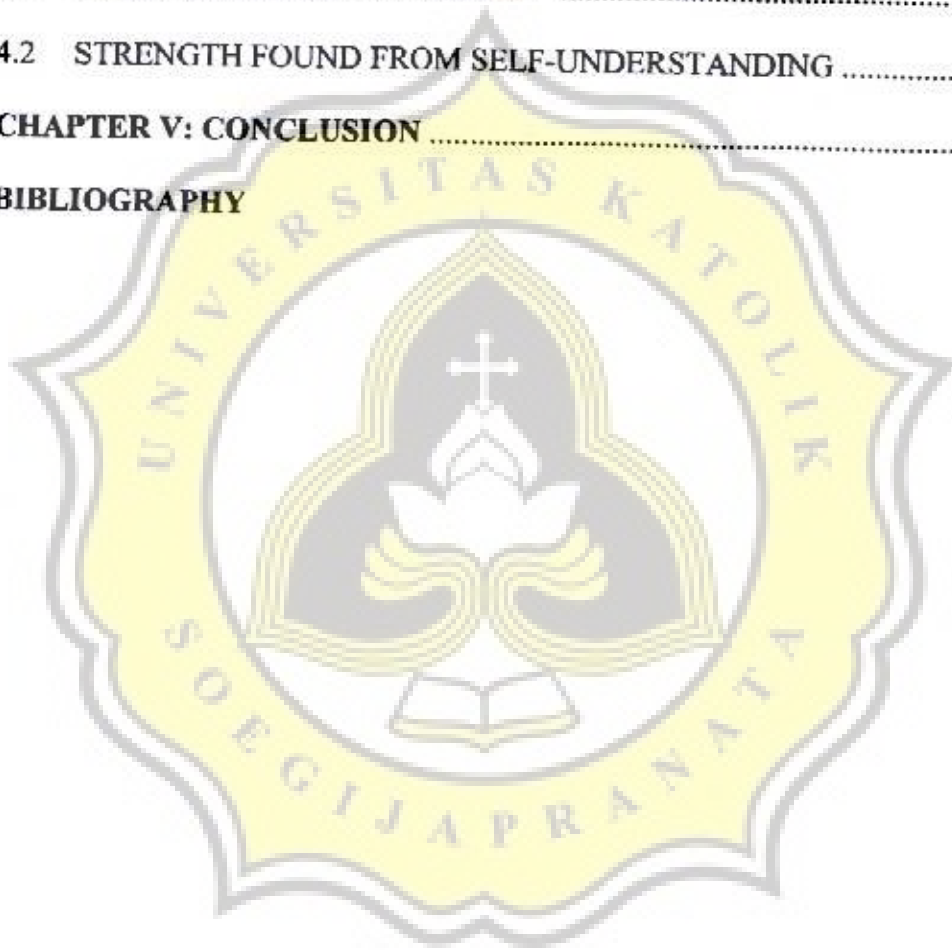 4.2 STRENGTH FOUND FROM SELF-UNDERSTANDING ....................
CHAPTER V: CONCLUSION ................................................................................
BIBLIOGRAPHY
UNIVERSITAS KATOLIK
SOEGIJAPRANATA